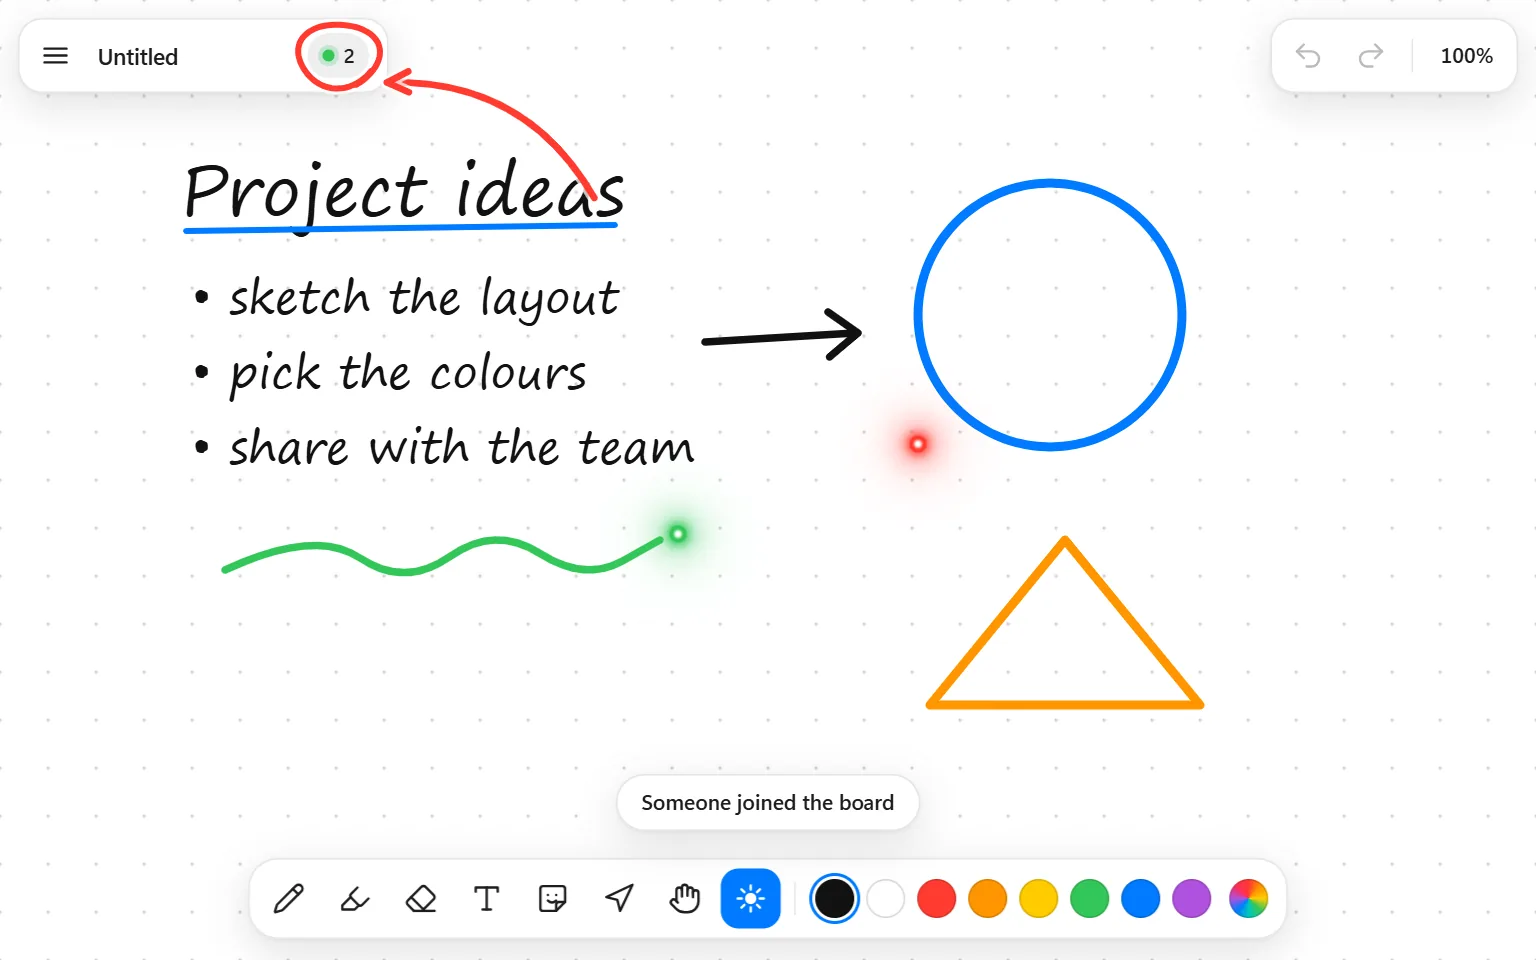 Untitled
2
100%
Project ideas
• sketch the layout
• pick the colours
• share with the team
Someone joined the board